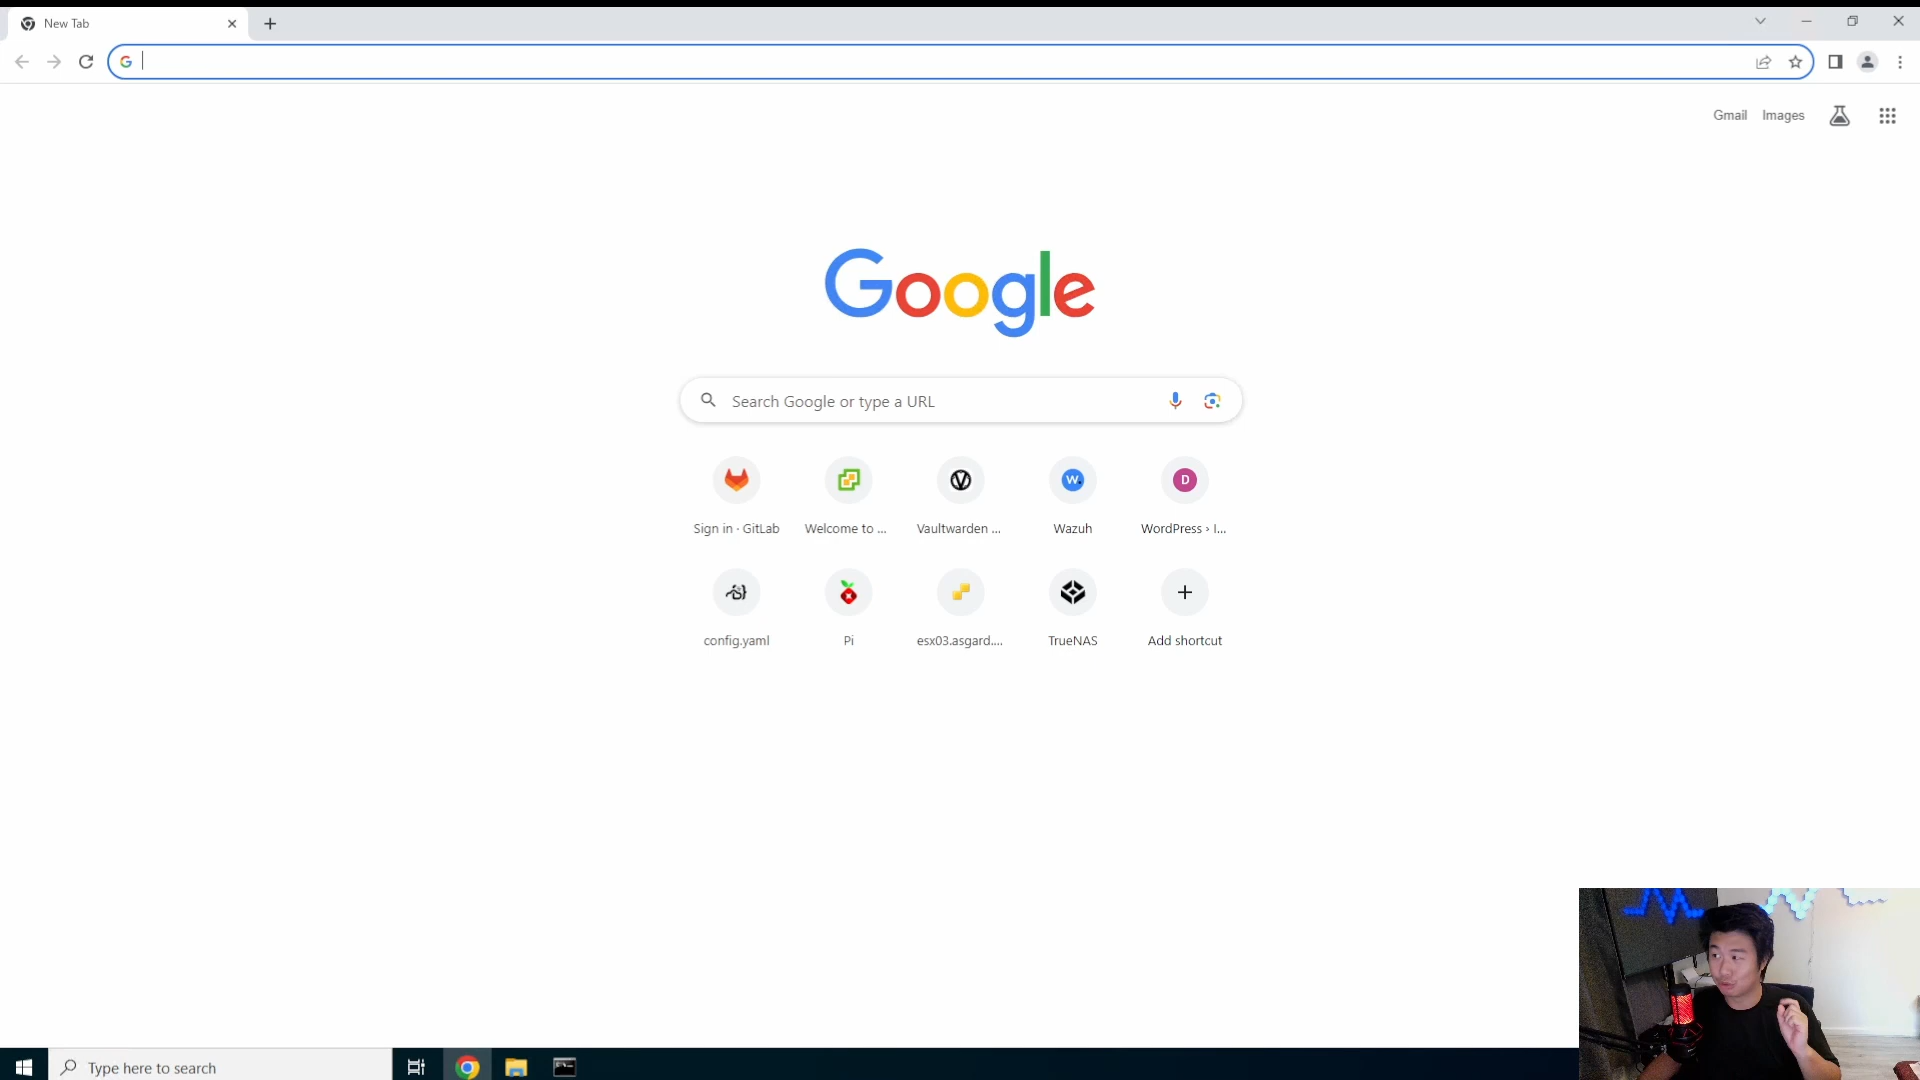 New Tab
Gmail Images
Google
Search Google or type a URL
Sign in · GitLab
Welcome to ...
Vaultwarden ...
W.
Wazuh
D
WordPress › I...
config.yaml
Pi
esx03.asgard....
TrueNAS
Add shortcut
Type here to search